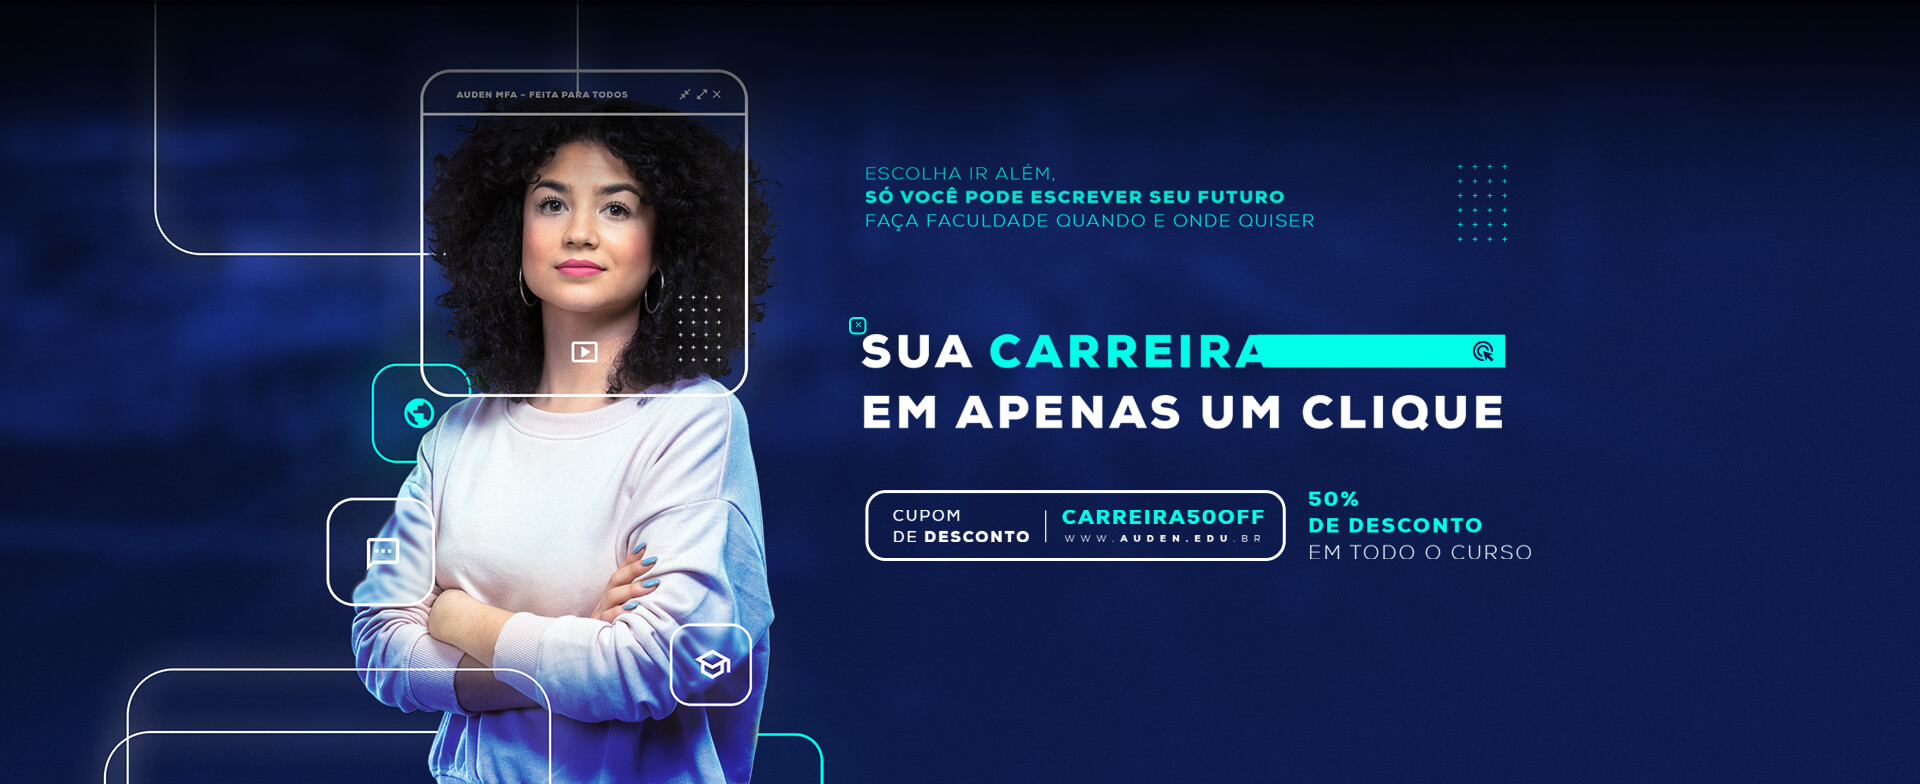 AUDEN MFA - FEITA PARA TODOS
ESCOLHA IR ALÉM,
SÓ VOCÊ PODE ESCREVER SEU FUTURO
FAÇA FACULDADE QUANDO E ONDE QUISER
SUA CARREIRA
EM APENAS UM CLIQUE
CUPOM
DE DESCONTO
CARREIRA50OFF
WWW.AUDEN.EDU.BR
50%
DE DESCONTO
EM TODO O CURSO